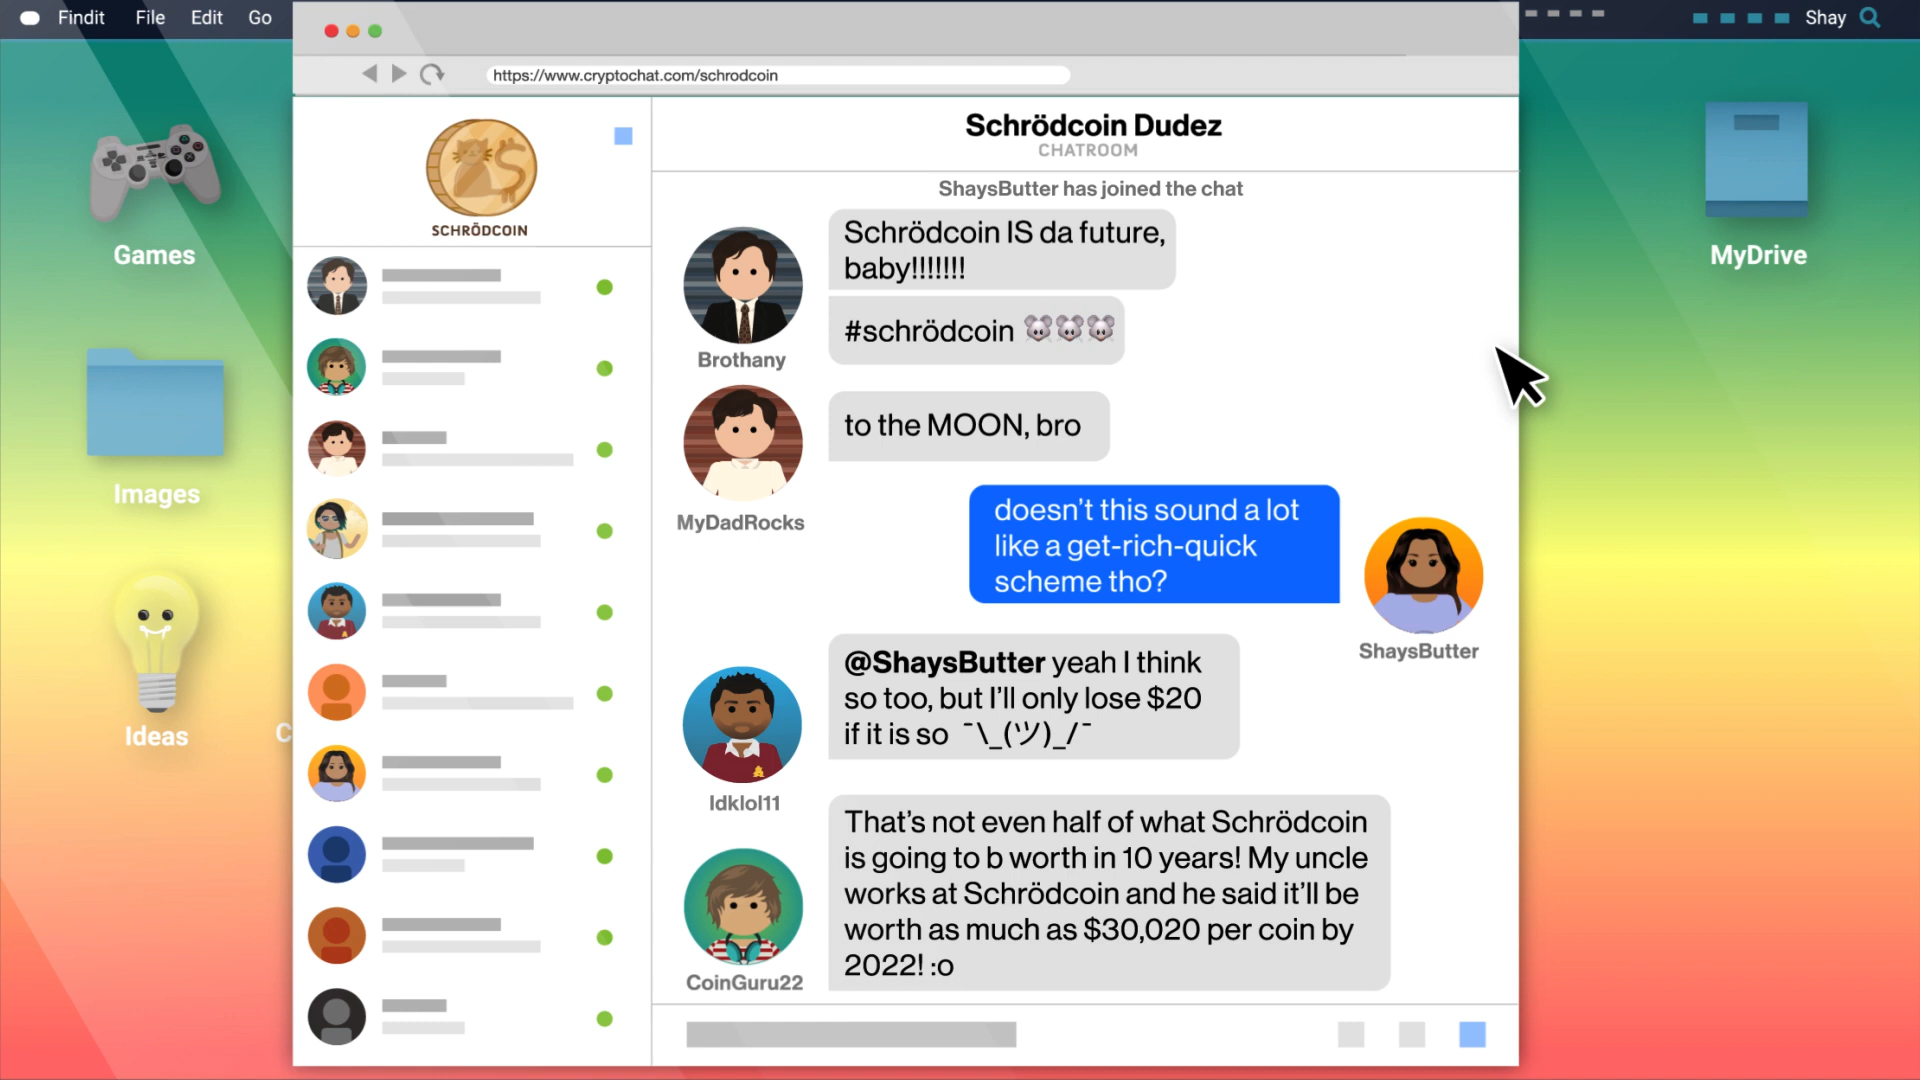 Findit File Edit Go
Shay
https://www.cryptochat.com/schrodcoin
Games
Images
Ideas
C
MyDrive
SCHRÖDCOIN
Schrödcoin Dudez
CHATROOM
ShaysButter has joined the chat
Schrödcoin IS da future,
baby!!!!!!!
#schrödcoin 🐭🐭🐭
Brothany
to the MOON, bro
MyDadRocks
doesn’t this sound a lot
like a get-rich-quick
scheme tho?
ShaysButter
@ShaysButter yeah I think
so too, but I’ll only lose $20
if it is so ¯\_(ツ)_/¯
Idklol11
That’s not even half of what Schrödcoin
is going to b worth in 10 years! My uncle
works at Schrödcoin and he said it’ll be
worth as much as $30,020 per coin by
2022! :o
CoinGuru22